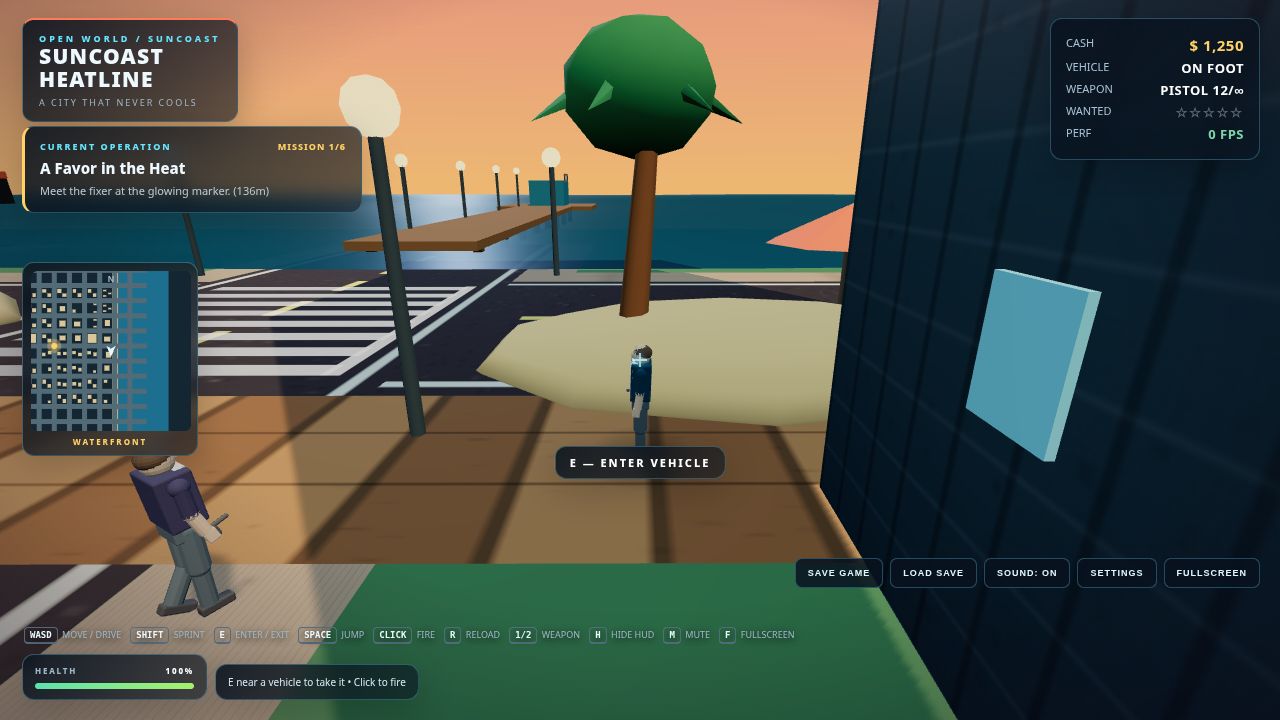 OPEN WORLD / SUNCOAST
SUNCOAST
HEATLINE
A CITY THAT NEVER COOLS
CURRENT OPERATION MISSION 1/6
A Favor in the Heat
Meet the fixer at the glowing marker. (136m)
CASH $ 1,250
VEHICLE ON FOOT
WEAPON PISTOL 12/∞
WANTED ☆☆☆☆☆
PERF 0 FPS
N
WATERFRONT
E — ENTER VEHICLE
SAVE GAME LOAD SAVE SOUND: ON SETTINGS FULLSCREEN
WASD MOVE / DRIVE SHIFT SPRINT E ENTER / EXIT SPACE JUMP CLICK FIRE R RELOAD 1/2 WEAPON H HIDE HUD M MUTE F FULLSCREEN
HEALTH 100%
E near a vehicle to take it • Click to fire